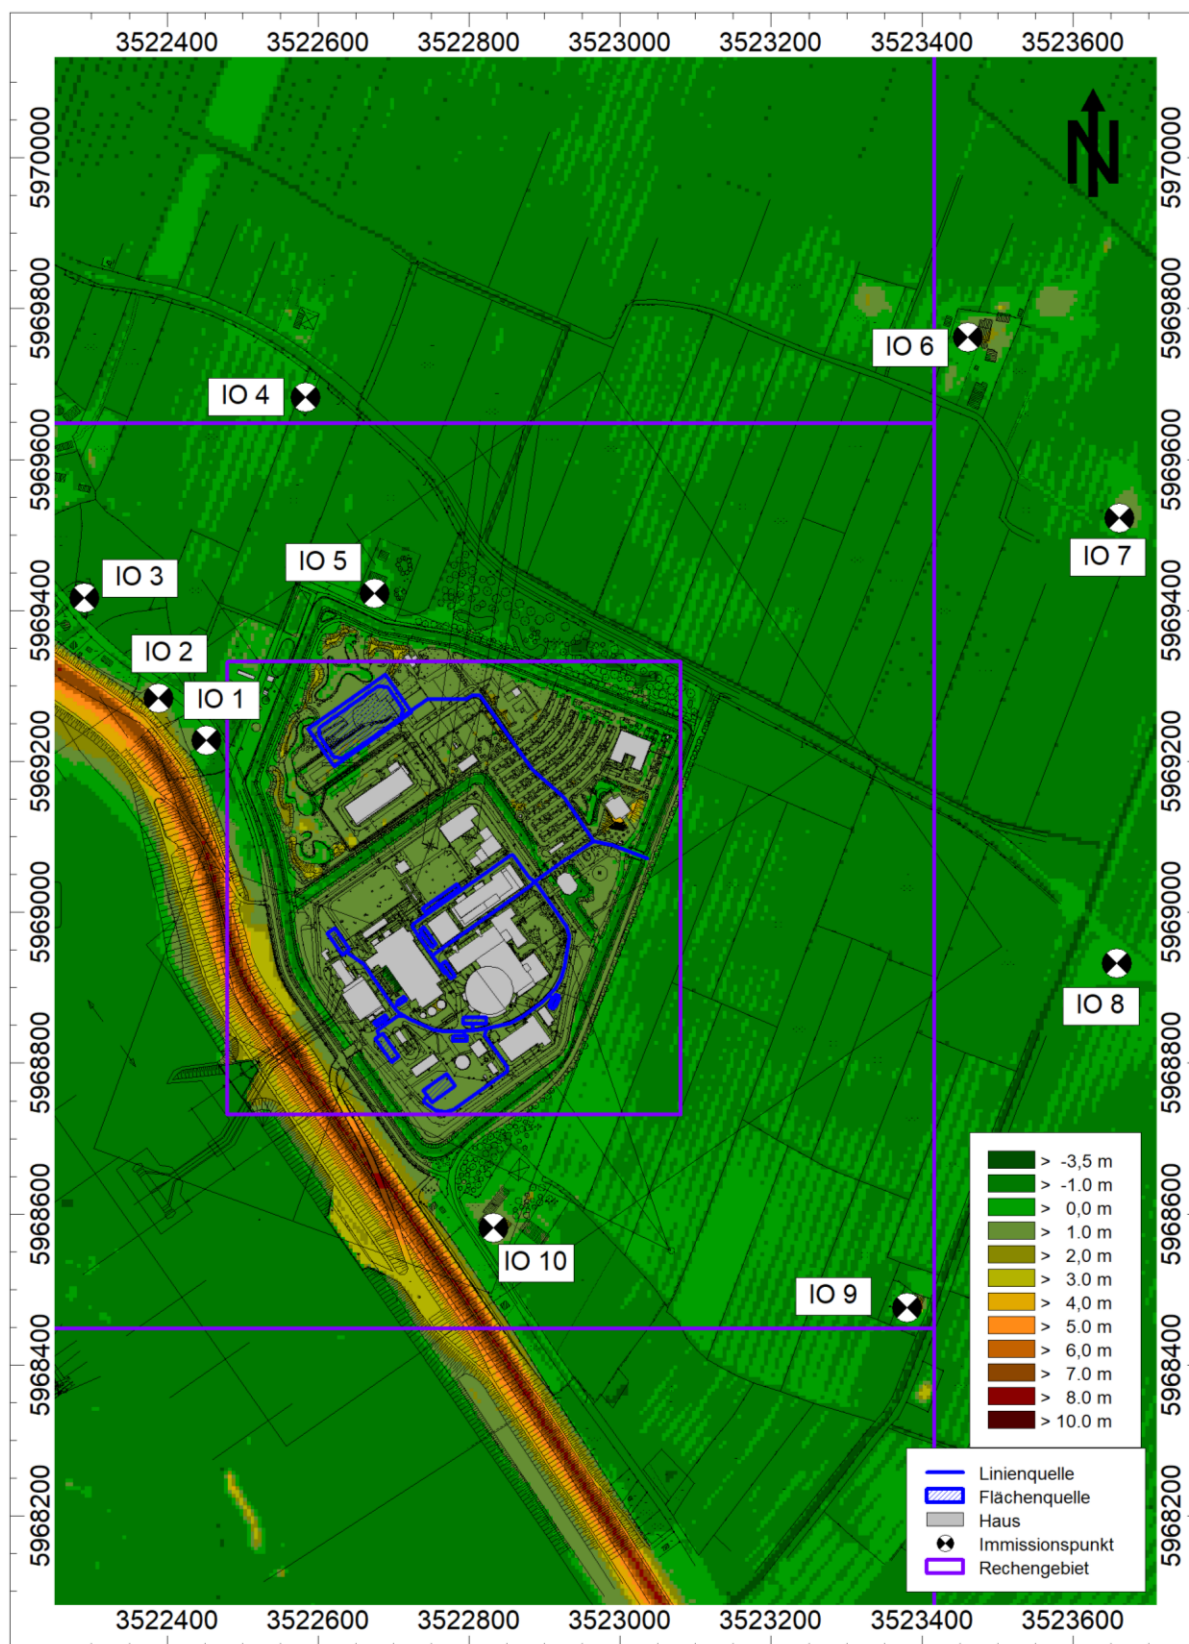 3522400 3522600 3522800 3523000 3523200 3523400 3523600
5970000 5970000
N
5969800 5969800
IO 6
IO 4
5969600 5969600
IO 7
IO 5
IO 3
5969400 5969400
IO 2
IO 1
5969200 5969200
5969000 5969000
IO 8
5968800 5968800
> -3,5 m
> -1.0 m
> 0,0 m
> 1.0 m
> 2,0 m
> 3.0 m
> 4,0 m
> 5.0 m
> 6,0 m
> 7.0 m
> 8.0 m
> 10.0 m
5968600 5968600
IO 10
IO 9
5968400 5968400
Linienquelle
Flächenquelle
Haus
Immissionspunkt
Rechengebiet
5968200 5968200
3522400 3522600 3522800 3523000 3523200 3523400 3523600